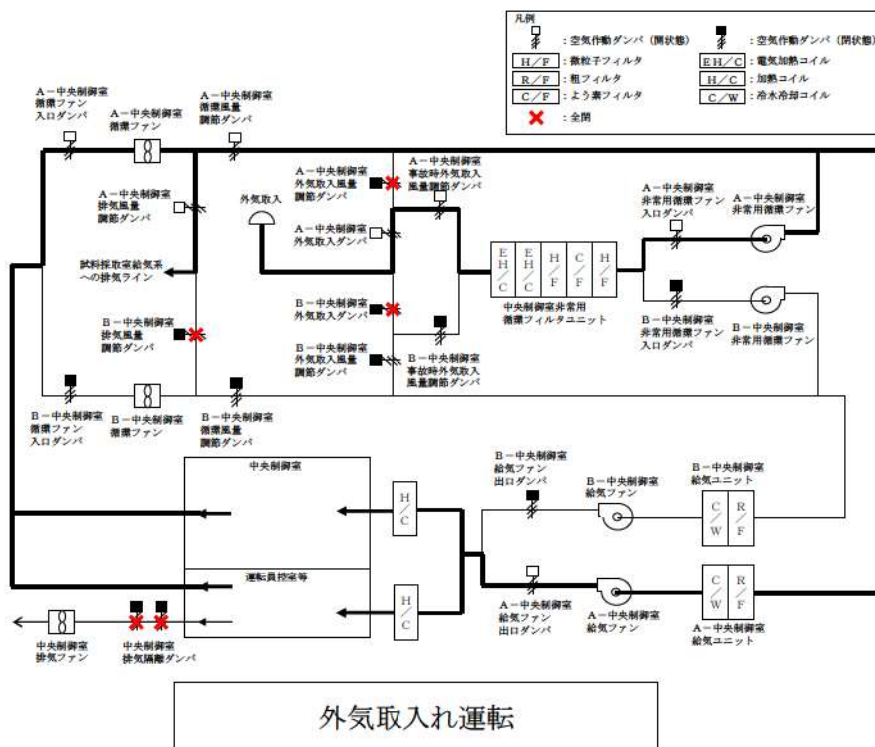 凡例
：空気作動ダンパ（開状態）
：空気作動ダンパ（閉状態）
H／F
：微粒子フィルタ
EH／C
：電気加熱コイル
R／F
：粗フィルタ
H／C
：加熱コイル
C／F
：よう素フィルタ
C／W
：冷水冷却コイル
：全閉
A－中央制御室
循環ファン
入口ダンパ
A－中央制御室
循環ファン
A－中央制御室
循環風量
調節ダンパ
A－中央制御室
排気風量
調節ダンパ
外気取入
A－中央制御室
外気取入風量
調節ダンパ
A－中央制御室
事故時外気取入
風量調節ダンパ
A－中央制御室
外気取入ダンパ
A－中央制御室
非常用循環ファン
入口ダンパ
A－中央制御室
非常用循環ファン
試料採取室給気系
への排気ライン
EH／C
EH／C
H／F
C／F
H／F
中央制御室非常用
循環フィルタユニット
B－中央制御室
外気取入ダンパ
B－中央制御室
排気風量
調節ダンパ
B－中央制御室
外気取入風量
調節ダンパ
B－中央制御室
事故時外気取入
風量調節ダンパ
B－中央制御室
非常用循環ファン
入口ダンパ
B－中央制御室
非常用循環ファン
B－中央制御室
循環ファン
入口ダンパ
B－中央制御室
循環ファン
B－中央制御室
循環風量
調節ダンパ
中央制御室
H／C
B－中央制御室
給気ファン
出口ダンパ
B－中央制御室
給気ファン
B－中央制御室
給気ユニット
C／W
R／F
運転員控室等
H／C
A－中央制御室
給気ファン
出口ダンパ
A－中央制御室
給気ファン
C／W
R／F
A－中央制御室
給気ユニット
中央制御室
排気ファン
中央制御室
排気隔離ダンパ
外気取入れ運転